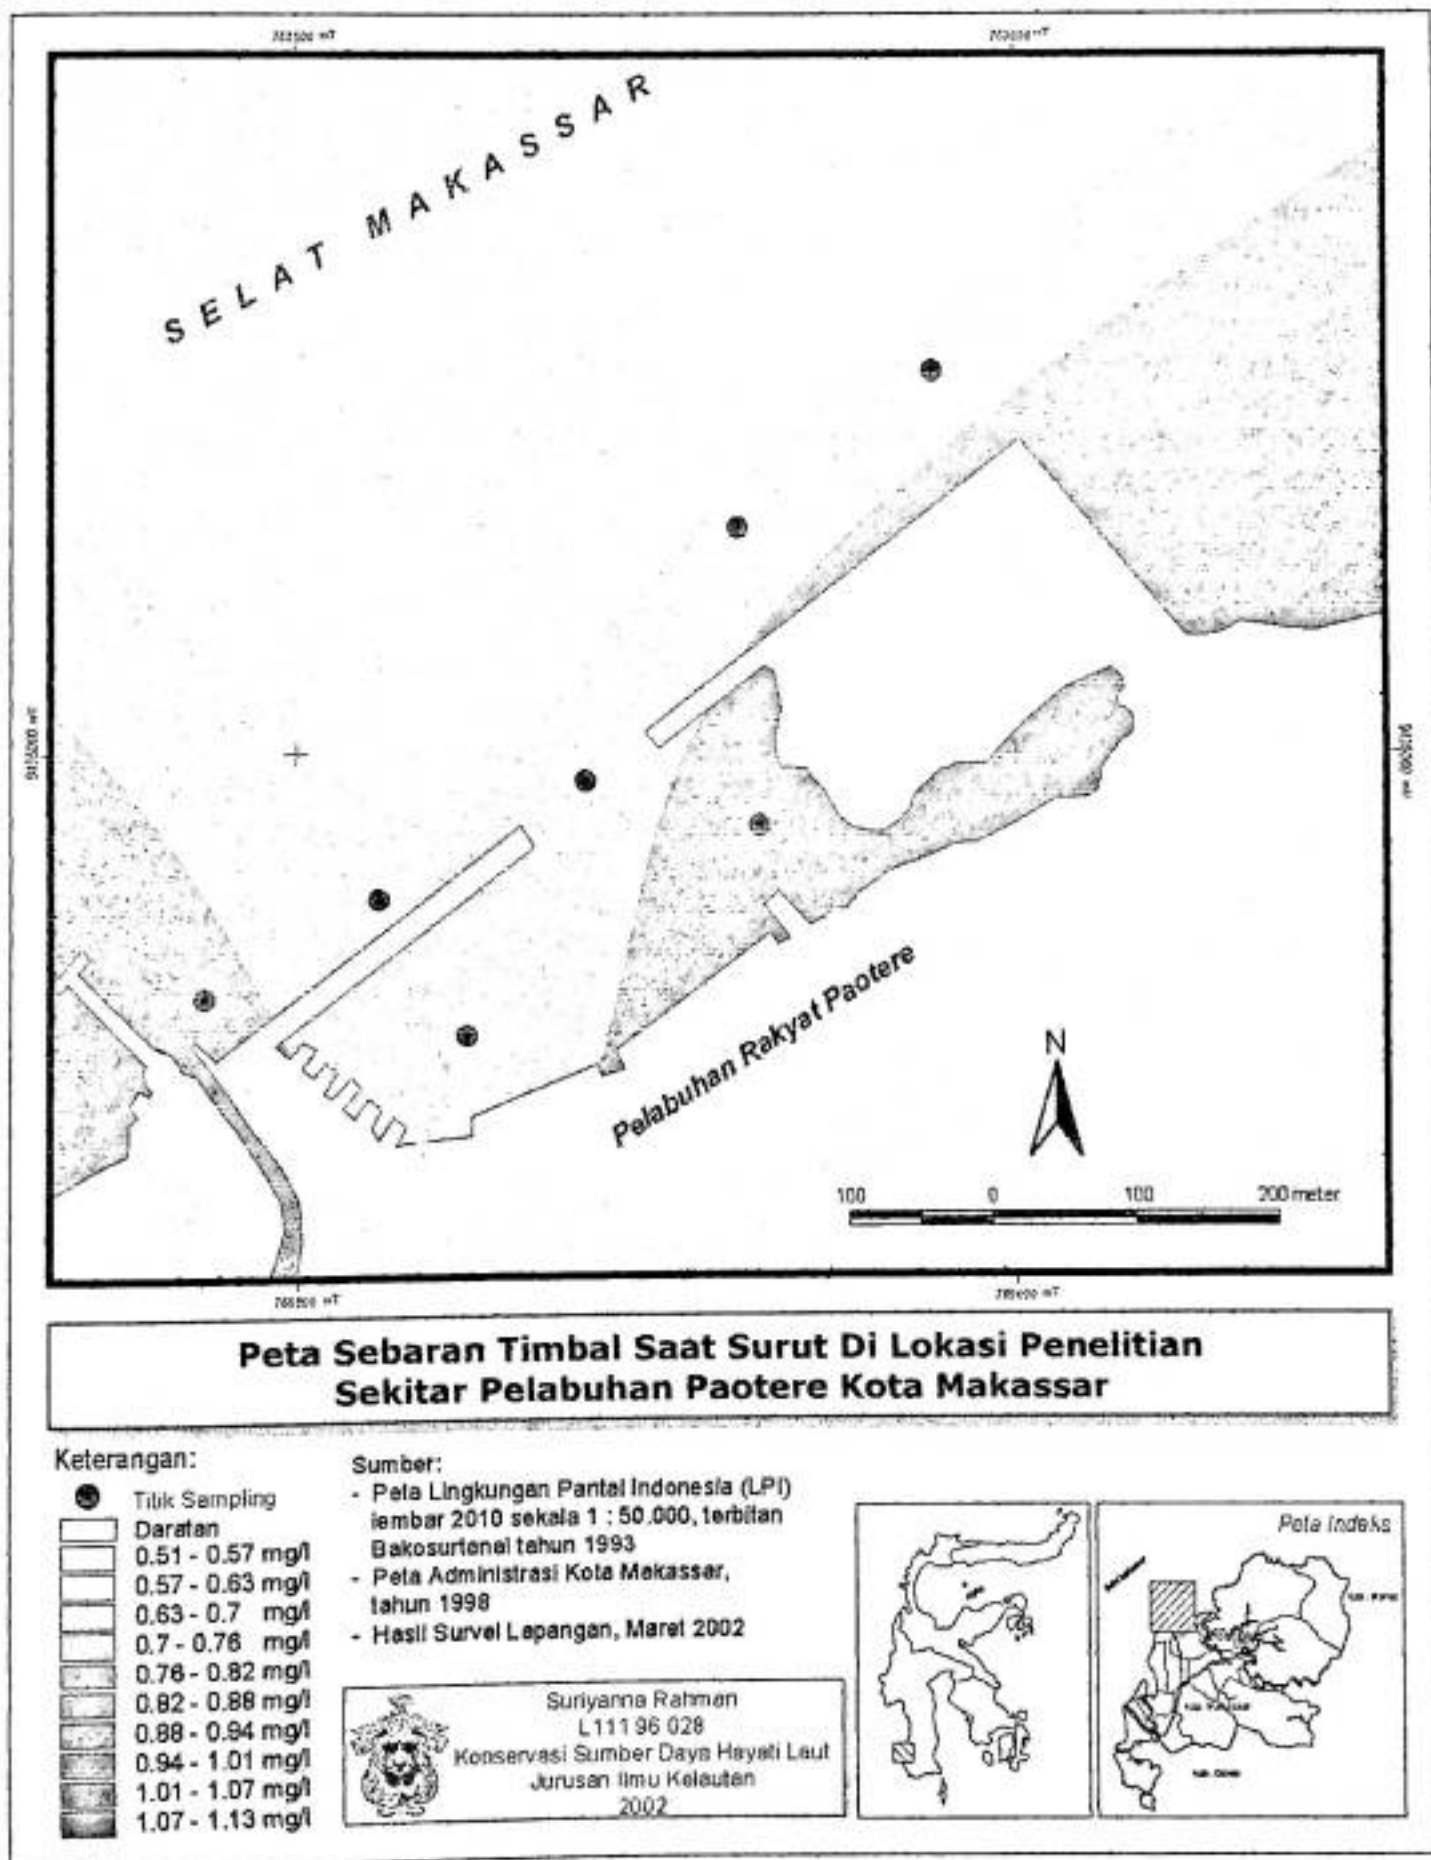 SELAT MAKASSAR
Pelabuhan Rakyat Paotere
N
100 0 100 200 meter
Peta Sebaran Timbal Saat Surut Di Lokasi Penelitian
Sekitar Pelabuhan Paotere Kota Makassar
Keterangan:
Titik Sampling
Daratan
0.51 - 0.57 mg/l
0.57 - 0.63 mg/l
0.63 - 0.7 mg/l
0.7 - 0.76 mg/l
0.76 - 0.82 mg/l
0.82 - 0.88 mg/l
0.88 - 0.94 mg/l
0.94 - 1.01 mg/l
1.01 - 1.07 mg/l
1.07 - 1.13 mg/l
Sumber:
- Peta Lingkungan Pantai Indonesia (LPI)
lembar 2010 sekala 1 : 50.000, terbitan
Bakosurtanal tahun 1993
- Peta Administrasi Kota Makassar,
tahun 1998
- Hasil Survei Lapangan, Maret 2002
Suriyanna Rahman
L111 96 028
Konservasi Sumber Daya Hayati Laut
Jurusan Ilmu Kelautan
2002
Peta Indeks